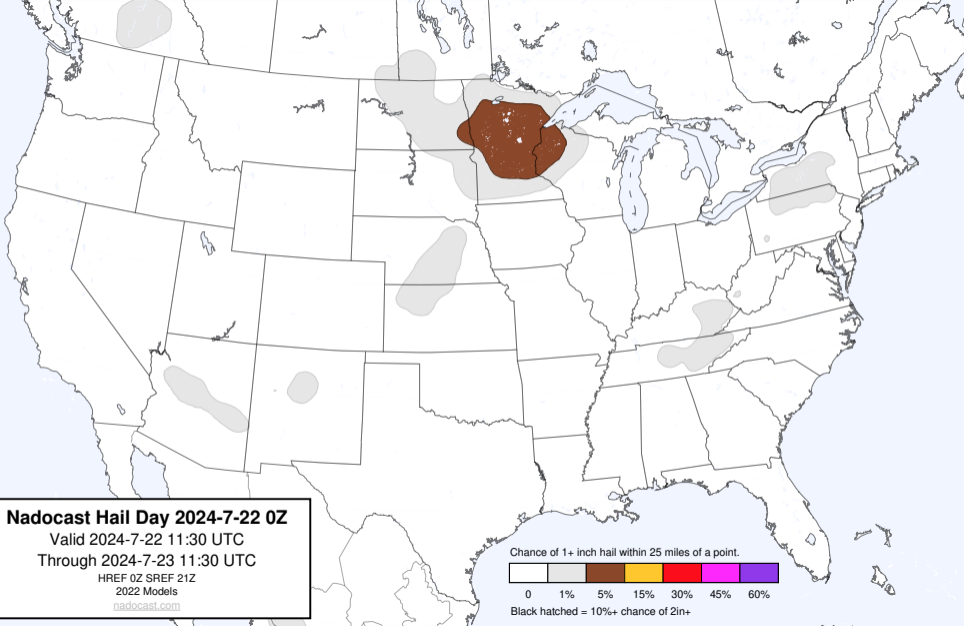 Nadocast Hail Day 2024-7-22 0Z
Valid 2024-7-22 11:30 UTC
Through 2024-7-23 11:30 UTC
HREF 0Z SREF 21Z
2022 Models
nadocast.com
Chance of 1+ inch hail within 25 miles of a point.
0 1% 5% 15% 30% 45% 60%
Black hatched = 10%+ chance of 2in+